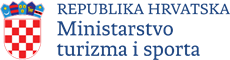 REPUBLIKA HRVATSKA
Ministarstvo
turizma i sporta